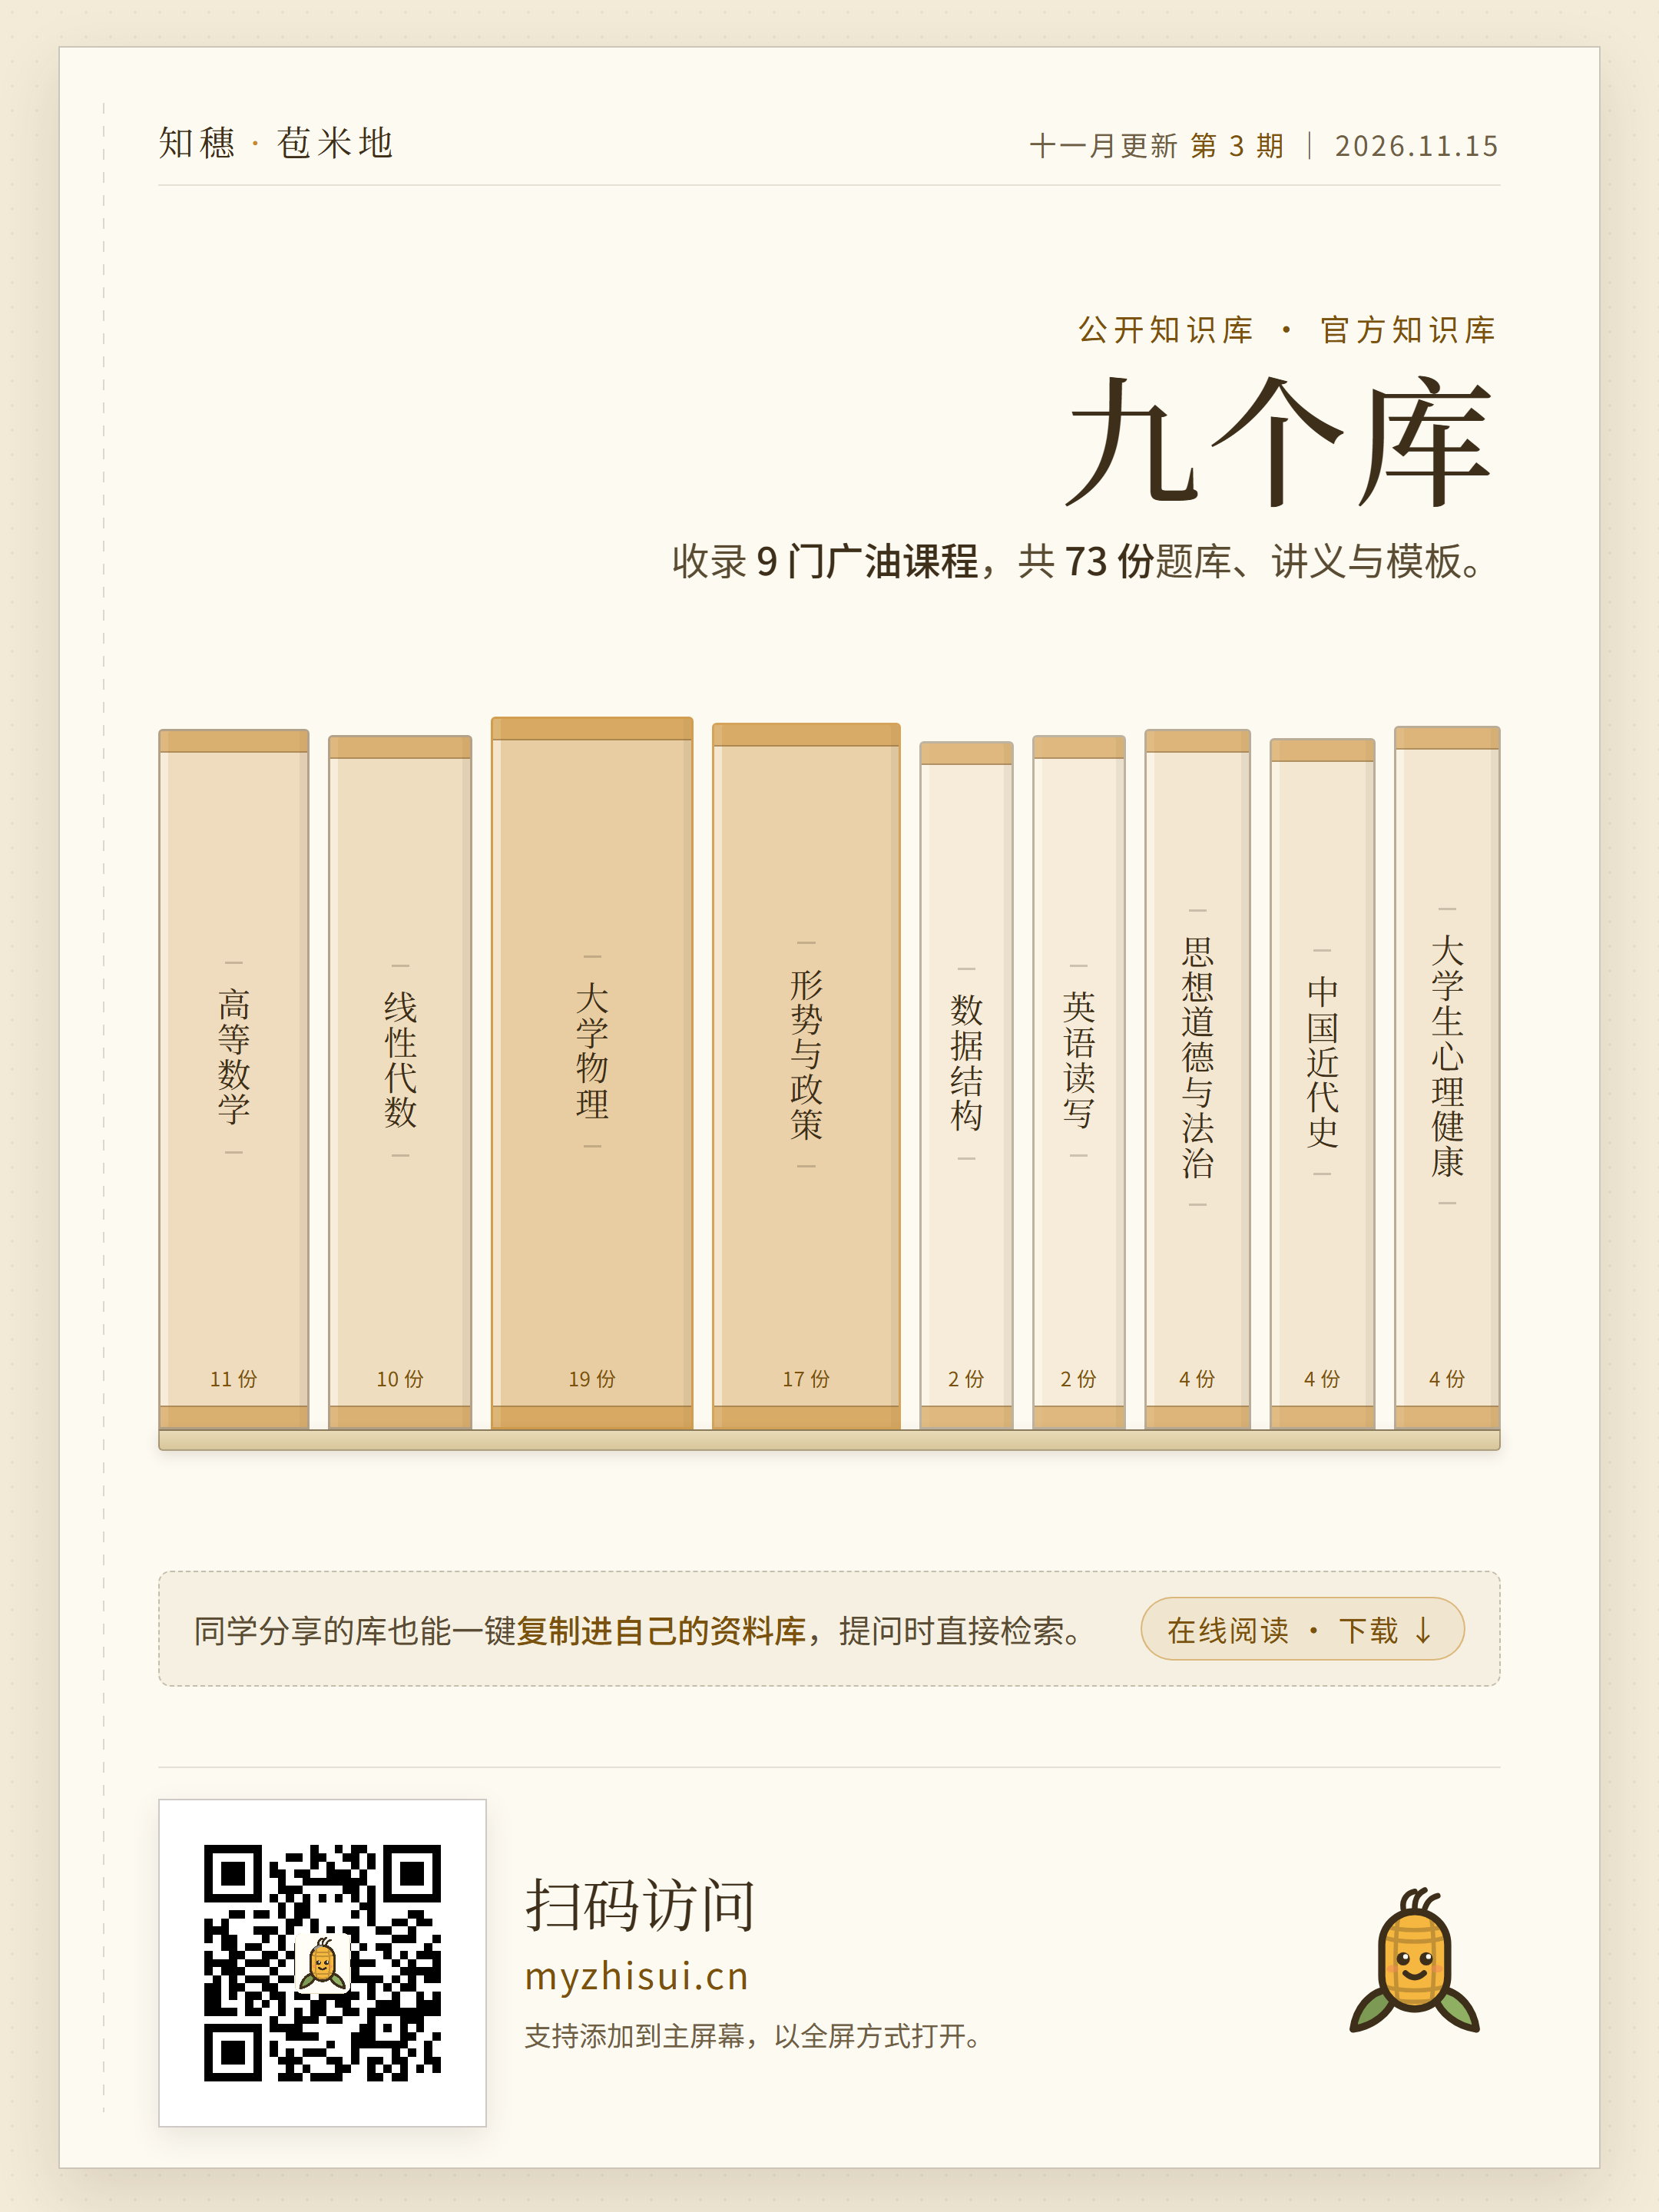 知穗 · 苞米地
十一月更新 第 3 期 | 2026.11.15
公开知识库 · 官方知识库
九个库
收录 9 门广油课程，共 73 份题库、讲义与模板。
高等数学
11 份
线性代数
10 份
大学物理
19 份
形势与政策
17 份
数据结构
2 份
英语读写
2 份
思想道德与法治
4 份
中国近代史
4 份
大学生心理健康
4 份
同学分享的库也能一键复制进自己的资料库，提问时直接检索。
在线阅读 · 下载 ↓
扫码访问
myzhisui.cn
支持添加到主屏幕，以全屏方式打开。